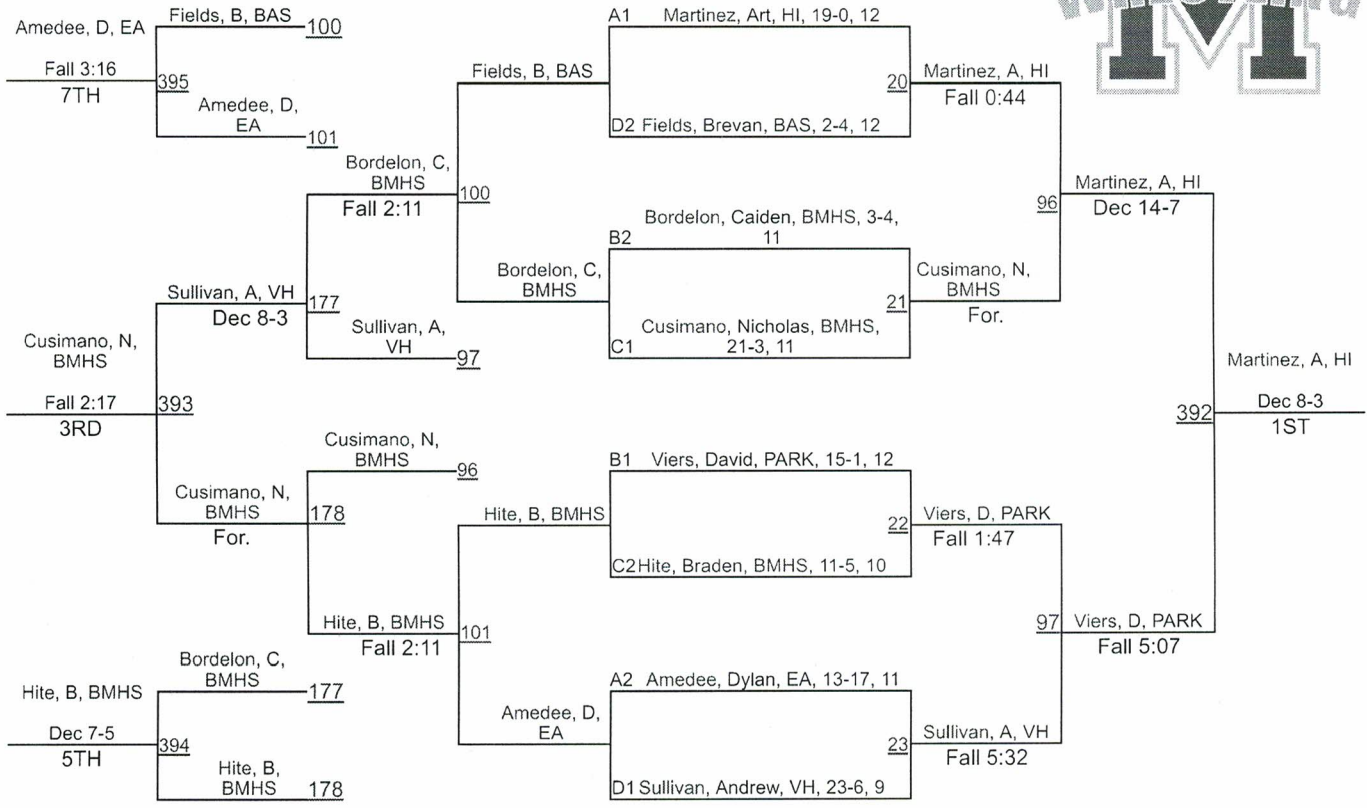 Wrestling
M
Amedee, D, EA
Fall 3:16
7TH
Fields, B, BAS
100
395
Amedee, D,
EA
101
Bordelon, C,
BMHS
Fall 2:11
Fields, B, BAS
100
Bordelon, C,
BMHS
A1 Martinez, Art, HI, 19-0, 12
20
D2 Fields, Brevan, BAS, 2-4, 12
Martinez, A, HI
Fall 0:44
Bordelon, Caiden, BMHS, 3-4,
11
B2
21
Cusimano, Nicholas, BMHS,
21-3, 11
C1
Cusimano, N,
BMHS
For.
96
Martinez, A, HI
Dec 14-7
Sullivan, A, VH
Dec 8-3
177
Sullivan, A,
VH
97
Cusimano, N,
BMHS
Fall 2:17
3RD
393
Cusimano, N,
BMHS
96
Cusimano, N,
BMHS
For.
178
Hite, B, BMHS
Fall 2:11
Hite, B, BMHS
101
Amedee, D,
EA
B1 Viers, David, PARK, 15-1, 12
22
C2 Hite, Braden, BMHS, 11-5, 10
Viers, D, PARK
Fall 1:47
A2 Amedee, Dylan, EA, 13-17, 11
23
D1 Sullivan, Andrew, VH, 23-6, 9
Sullivan, A, VH
Fall 5:32
97
Viers, D, PARK
Fall 5:07
392
Martinez, A, HI
Dec 8-3
1ST
Hite, B, BMHS
Dec 7-5
5TH
Bordelon, C,
BMHS
177
394
Hite, B,
BMHS
178